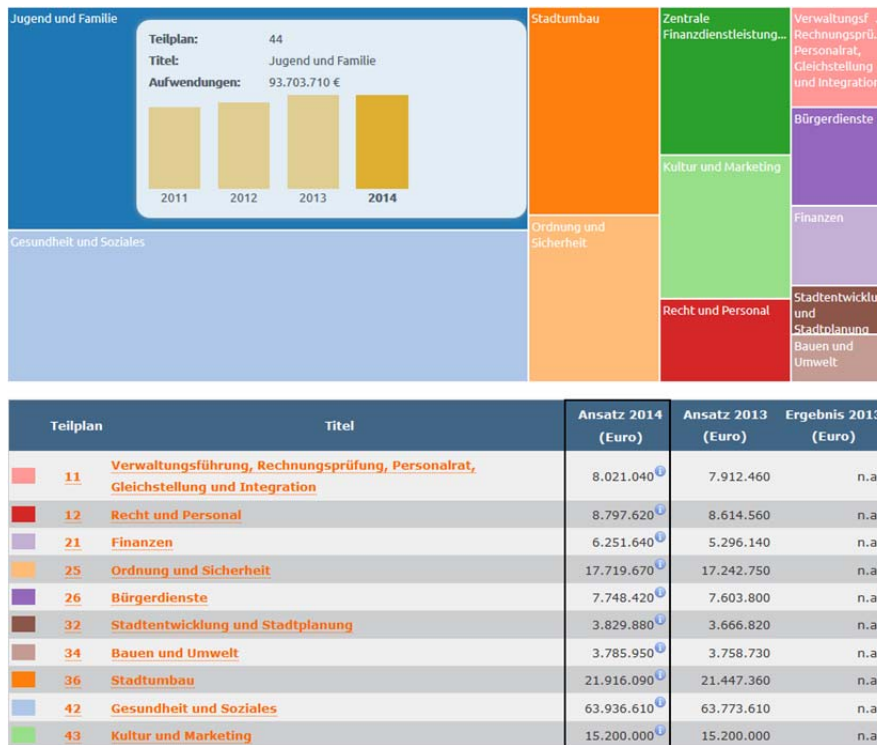 Jugend und Familie
Teilplan: 44
Titel: Jugend und Familie
Aufwendungen: 93.703.710 €
2011 2012 2013 2014
Gesundheit und Soziales
Stadtumbau
Ordnung und
Sicherheit
Zentrale
Finanzdienstleistung...
Kultur und Marketing
Recht und Personal
Verwaltungsf
Rechnungsprü..
Personalrat,
Gleichstellung
und Integration
Bürgerdienste
Finanzen
Stadtentwicklu
und
Stadtplanung
Bauen und
Umwelt
Teilplan Titel Ansatz 2014 (Euro) Ansatz 2013 (Euro) Ergebnis 2013 (Euro)
11 Verwaltungsführung, Rechnungsprüfung, Personalrat,
Gleichstellung und Integration 8.021.040 7.912.460 n.a
12 Recht und Personal 8.797.620 8.614.560 n.a
21 Finanzen 6.251.640 5.296.140 n.a
25 Ordnung und Sicherheit 17.719.670 17.242.750 n.a
26 Bürgerdienste 7.748.420 7.603.800 n.a
32 Stadtentwicklung und Stadtplanung 3.829.880 3.666.820 n.a
34 Bauen und Umwelt 3.785.950 3.758.730 n.a
36 Stadtumbau 21.916.090 21.447.360 n.a
42 Gesundheit und Soziales 63.936.610 63.773.610 n.a
43 Kultur und Marketing 15.200.000 15.200.000 n.a